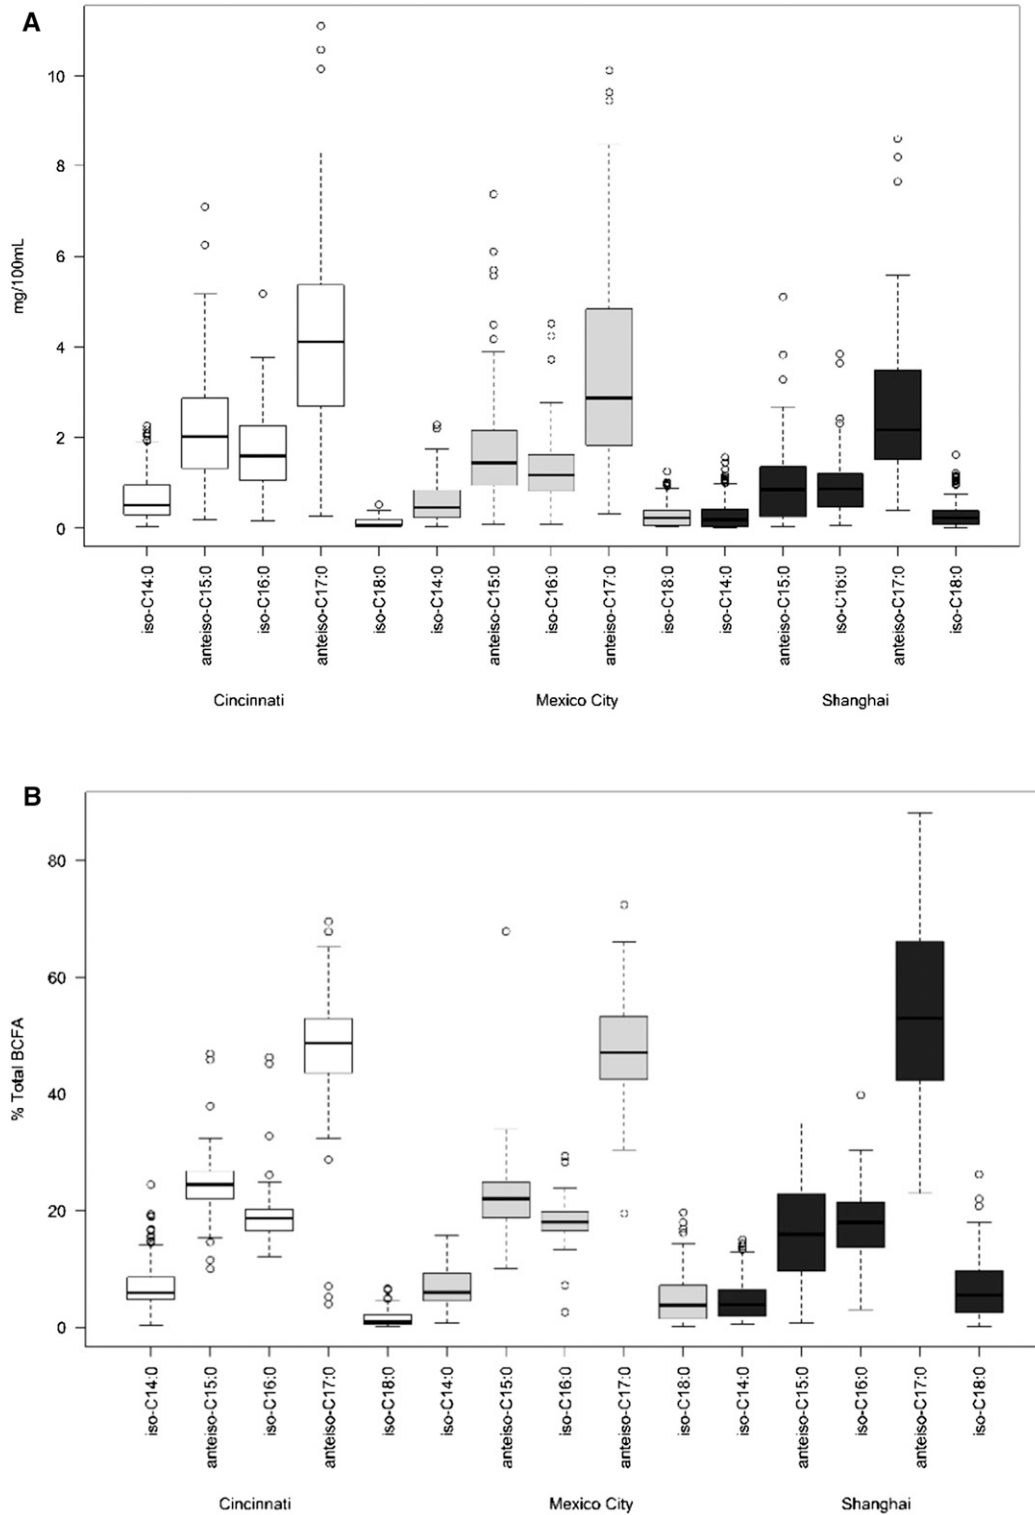 A
10
8
6
4
2
0
mg/100mL
iso-C14:0 anteiso-C15:0 iso-C16:0 anteiso-C17:0 iso-C18:0 iso-C14:0 anteiso-C15:0 iso-C16:0 anteiso-C17:0 iso-C18:0 iso-C14:0 anteiso-C15:0 iso-C16:0 anteiso-C17:0 iso-C18:0
Cincinnati Mexico City Shanghai
B
80
60
40
20
0
% Total BCFA
iso-C14:0 anteiso-C15:0 iso-C16:0 anteiso-C17:0 iso-C18:0 iso-C14:0 anteiso-C15:0 iso-C16:0 anteiso-C17:0 iso-C18:0 iso-C14:0 anteiso-C15:0 iso-C16:0 anteiso-C17:0 iso-C18:0
Cincinnati Mexico City Shanghai